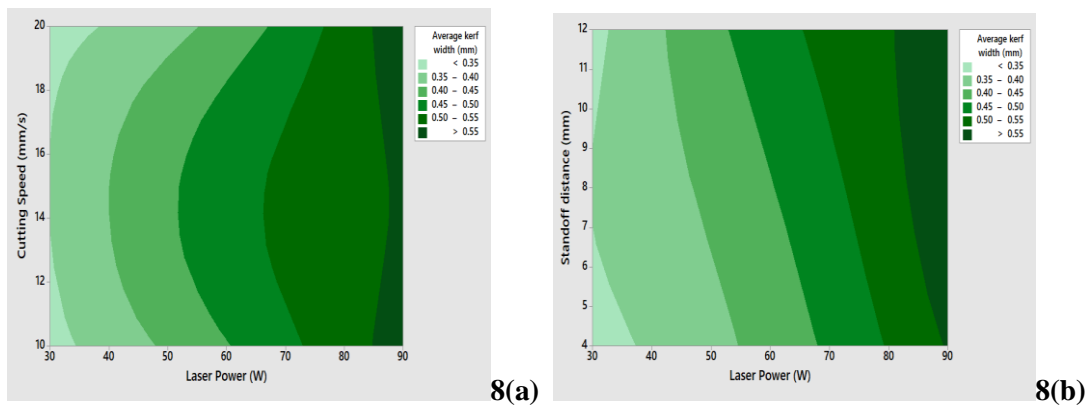 Average kerf
width (mm)
< 0.35
0.35 – 0.40
0.40 – 0.45
0.45 – 0.50
0.50 – 0.55
> 0.55
Cutting Speed (mm/s)
20
18
16
14
12
10
30 40 50 60 70 80 90
Laser Power (W)
8(a)
Average kerf
width (mm)
< 0.35
0.35 – 0.40
0.40 – 0.45
0.45 – 0.50
0.50 – 0.55
> 0.55
Standoff distance (mm)
12
11
10
9
8
7
6
5
4
30 40 50 60 70 80 90
Laser Power (W)
8(b)